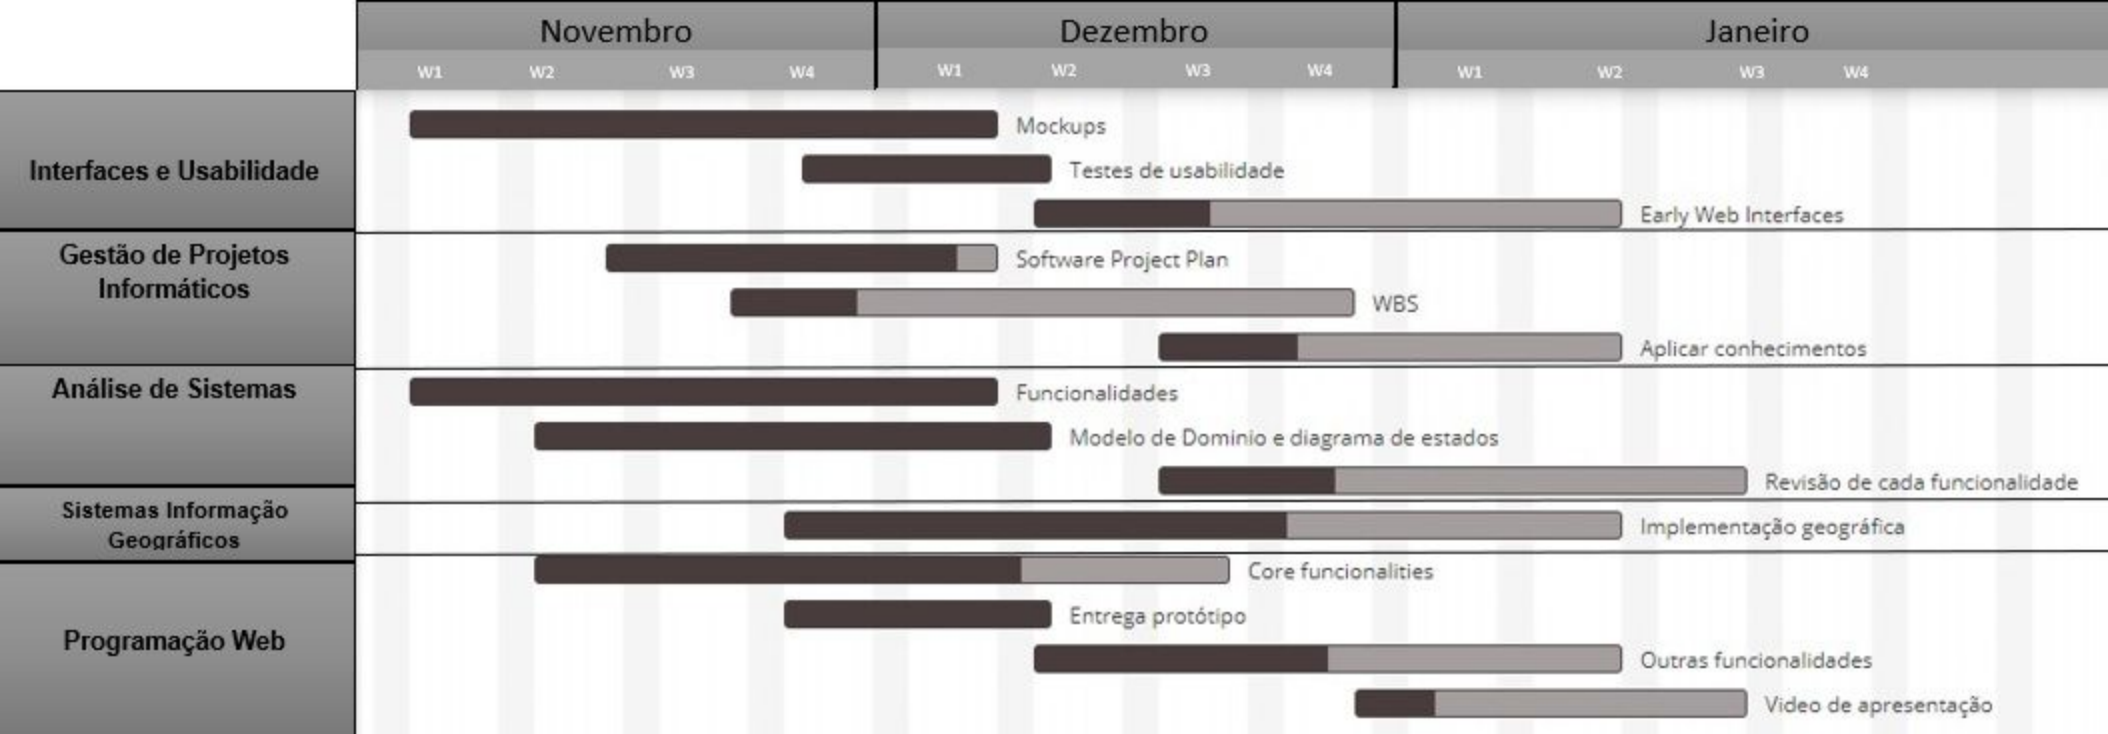 Novembro Dezembro Janeiro
W1 W2 W3 W4 W1 W2 W3 W4 W1 W2 W3 W4
Interfaces e Usabilidade
Mockups
Testes de usabilidade
Early Web Interfaces
Gestão de Projetos
Informáticos
Software Project Plan
WBS
Aplicar conhecimentos
Análise de Sistemas
Funcionalidades
Modelo de Dominio e diagrama de estados
Revisão de cada funcionalidade
Sistemas Informação
Geográficos
Implementação geográfica
Programação Web
Core funcionalities
Entrega protótipo
Outras funcionalidades
Video de apresentação